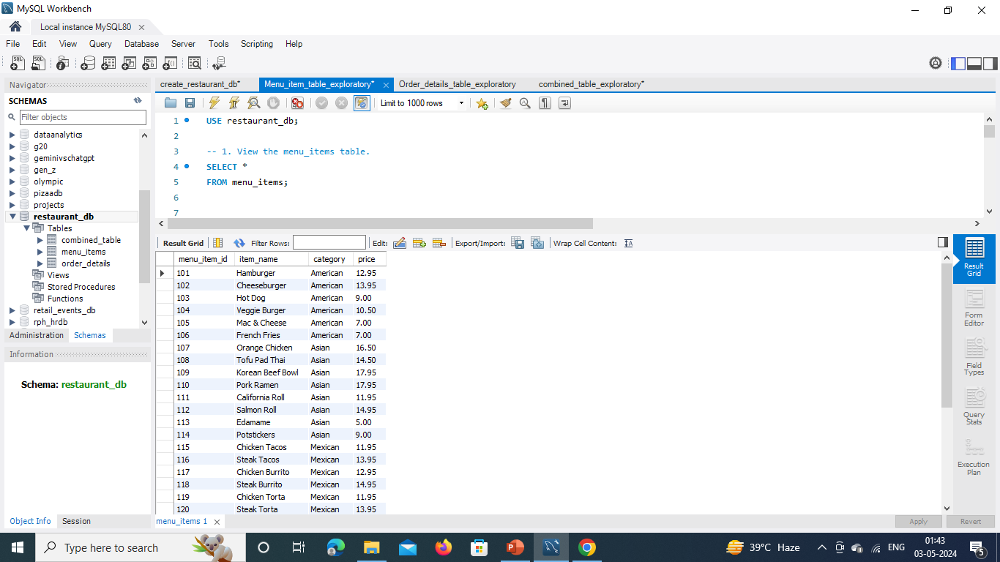 MySQL Workbench
Local instance MySQL80
File Edit View Query Database Server Tools Scripting Help
Navigator
SCHEMAS
Filter objects
dataanalytics
g20
geminivschatgpt
gen_z
olympic
pizaadb
projects
restaurant_db
Tables
combined_table
menu_items
order_details
Views
Stored Procedures
Functions
retail_events_db
rph_hrdb
Administration Schemas
Information
Schema: restaurant_db
Object Info Session
create_restaurant_db* Menu_item_table_exploratory* Order_details_table_exploratory combined_table_exploratory*
Limit to 1000 rows
1 USE restaurant_db;
2
3 -- 1. View the menu_items table.
4 SELECT *
5 FROM menu_items;
6
7
Result Grid Filter Rows: Edit: Export/Import: Wrap Cell Content:
menu_item_id item_name category price
101 Hamburger American 12.95
102 Cheeseburger American 13.95
103 Hot Dog American 9.00
104 Veggie Burger American 10.50
105 Mac & Cheese American 7.00
106 French Fries American 7.00
107 Orange Chicken Asian 16.50
108 Tofu Pad Thai Asian 14.50
109 Korean Beef Bowl Asian 17.95
110 Pork Ramen Asian 17.95
111 California Roll Asian 11.95
112 Salmon Roll Asian 14.95
113 Edamame Asian 5.00
114 Potstickers Asian 9.00
115 Chicken Tacos Mexican 11.95
116 Steak Tacos Mexican 13.95
117 Chicken Burrito Mexican 12.95
118 Steak Burrito Mexican 14.95
119 Chicken Torta Mexican 11.95
120 Steak Torta Mexican 13.95
menu_items 1
Result
Grid
Form
Editor
Field
Types
Query
Stats
Execution
Plan
Apply Revert
Type here to search
39°C Haze
ENG
01:43
03-05-2024
5